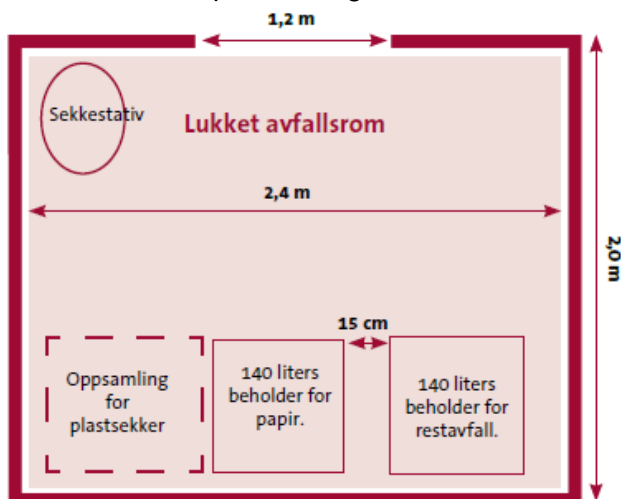 1,2 m
Sekkestativ
Lukket avfallsrom
2,4 m
2,0 m
15 cm
Oppsamling
for
plastsekker
140 liters
beholder for
papir.
140 liters
beholder for
restavfall.